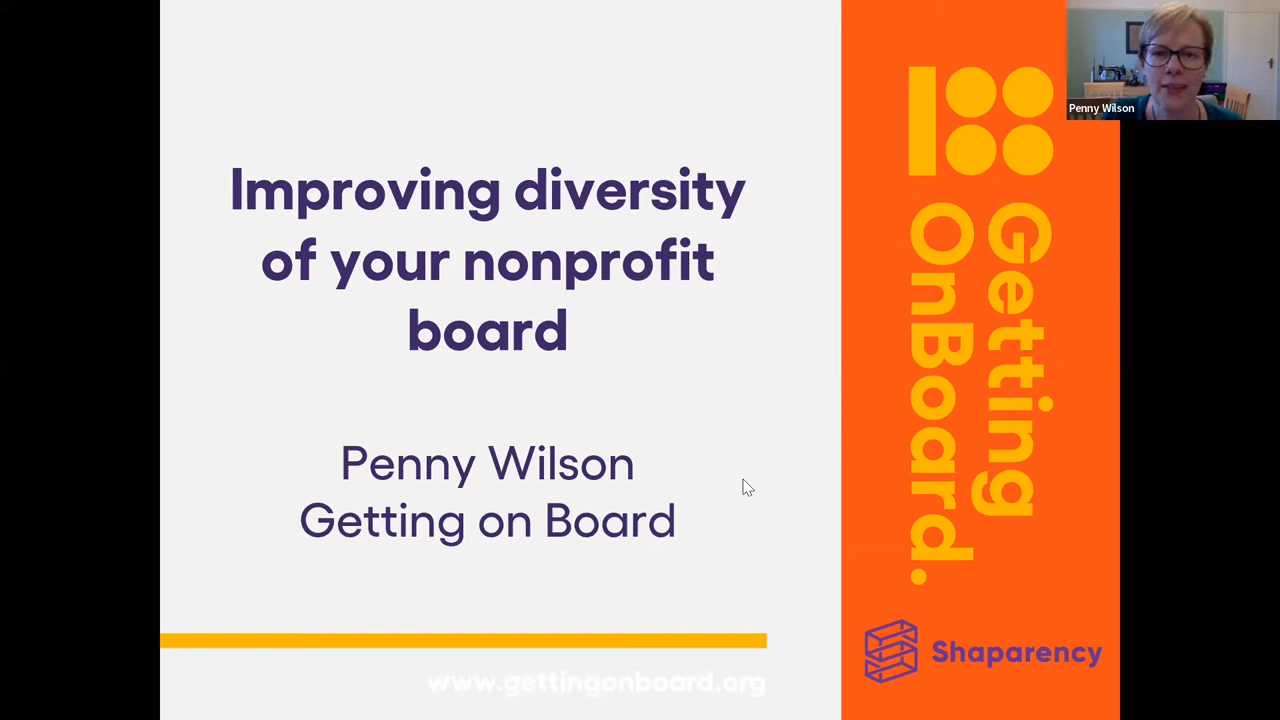 Improving diversity
of your nonprofit
board
Penny Wilson
Getting on Board
www.gettingonboard.org
Getting
OnBoard.
Shaparency
Penny Wilson